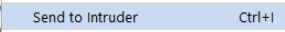 Send to Intruder Ctrl+I